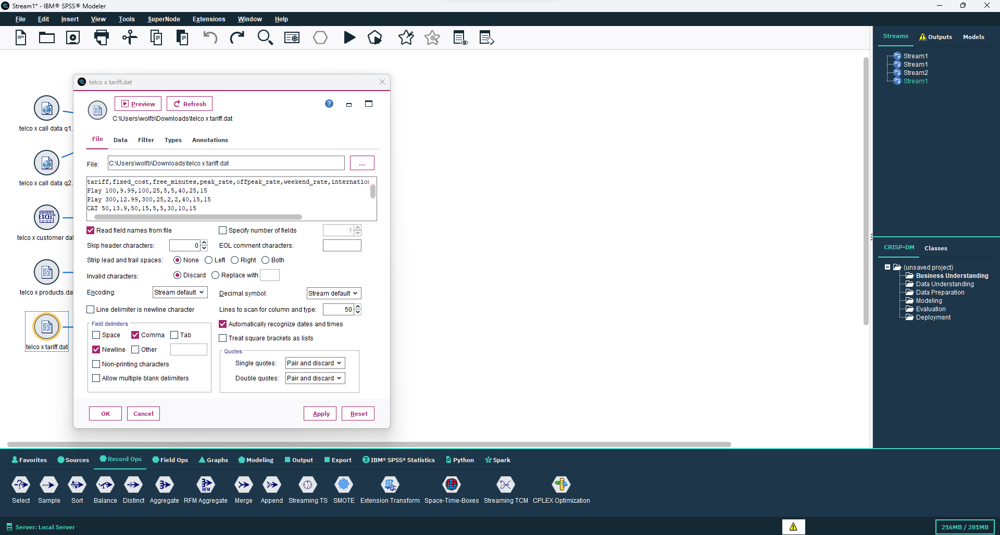 Stream1* - IBM® SPSS® Modeler
File Edit Insert View Tools SuperNode Extensions Window Help
Streams Outputs Models
Stream1
Stream1
Stream2
Stream1
telco x call data q1...
telco x call data q2...
EXCEL
telco x customer dat
telco x products.dat
telco x tariff.dat
telco x tariff.dat
Preview Refresh ?
C:\Users\wolfb\Downloads\telco x tariff.dat
File Data Filter Types Annotations
File: C:\Users\wolfb\Downloads\telco x tariff.dat ...
tariff,fixed_cost,free_minutes,peak_rate,offpeak_rate,weekend_rate,internation
Play 100,9.99,100,25,5,5,40,25,15
Play 300,12.99,300,25,2,2,40,15,15
CAT 50,13.9,50,15,5,5,30,10,15
Read field names from file Specify number of fields 1
Skip header characters: 0 EOL comment characters:
Strip lead and trail spaces: None Left Right Both
Invalid characters: Discard Replace with
Encoding: Stream default Decimal symbol: Stream default
Line delimiter is newline character Lines to scan for column and type: 50
Field delimiters Automatically recognize dates and times
Space Comma Tab Treat square brackets as lists
Newline Other Quotes
Non-printing characters Single quotes: Pair and discard
Allow multiple blank delimiters Double quotes: Pair and discard
OK Cancel Apply Reset
CRISP-DM Classes
(unsaved project)
Business Understanding
Data Understanding
Data Preparation
Modeling
Evaluation
Deployment
Favorites Sources Record Ops Field Ops Graphs Modeling Output Export IBM® SPSS® Statistics Python Spark
RFM
Select Sample Sort Balance Distinct Aggregate RFM Aggregate Merge Append Streaming TS SMOTE Extension Transform Space-Time-Boxes Streaming TCM CPLEX Optimization
Server: Local Server 216MB / 281MB